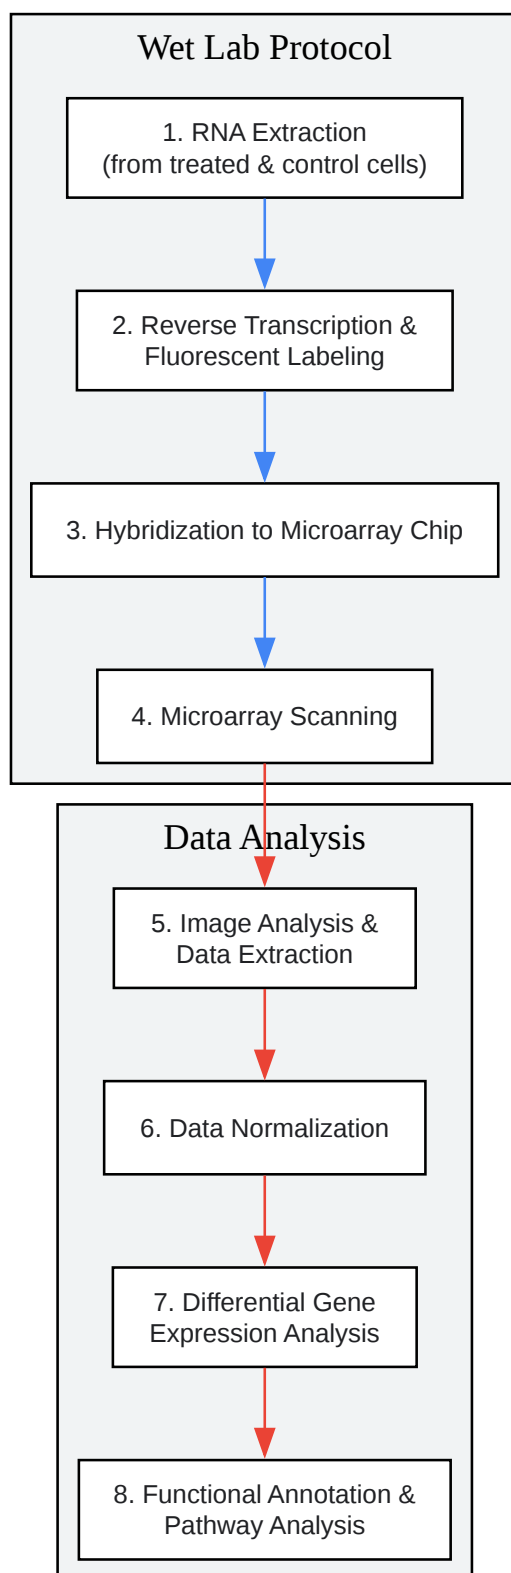 Wet Lab Protocol
1. RNA Extraction
(from treated & control cells)
2. Reverse Transcription &
Fluorescent Labeling
3. Hybridization to Microarray Chip
4. Microarray Scanning
Data Analysis
5. Image Analysis &
Data Extraction
6. Data Normalization
7. Differential Gene
Expression Analysis
8. Functional Annotation &
Pathway Analysis